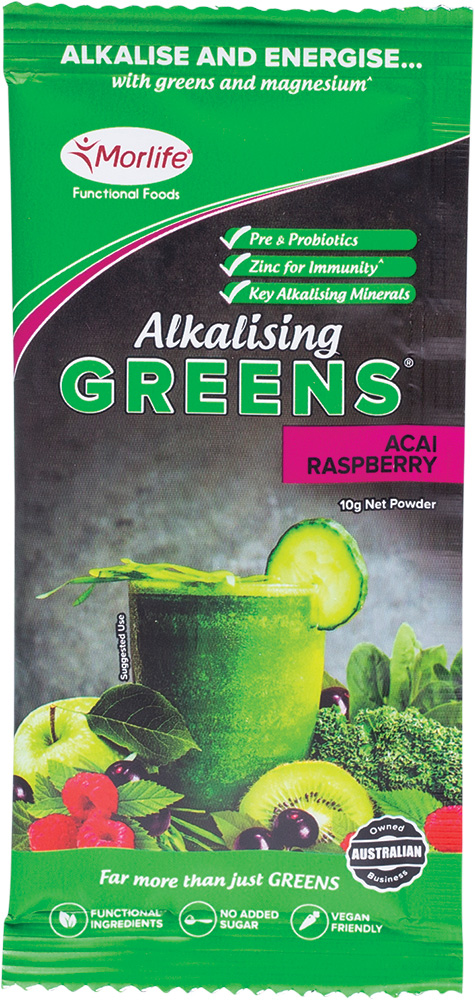 ALKALISE AND ENERGISE...
with greens and magnesium^
Morlife®
Functional Foods
Pre & Probiotics
Zinc for Immunity^
Key Alkalising Minerals
Alkalising
GREENS®
ACAI
RASPBERRY
10g Net Powder
Suggested Use
Owned
AUSTRALIAN
Business
Far more than just GREENS
FUNCTIONAL
INGREDIENTS
NO ADDED
SUGAR
VEGAN
FRIENDLY